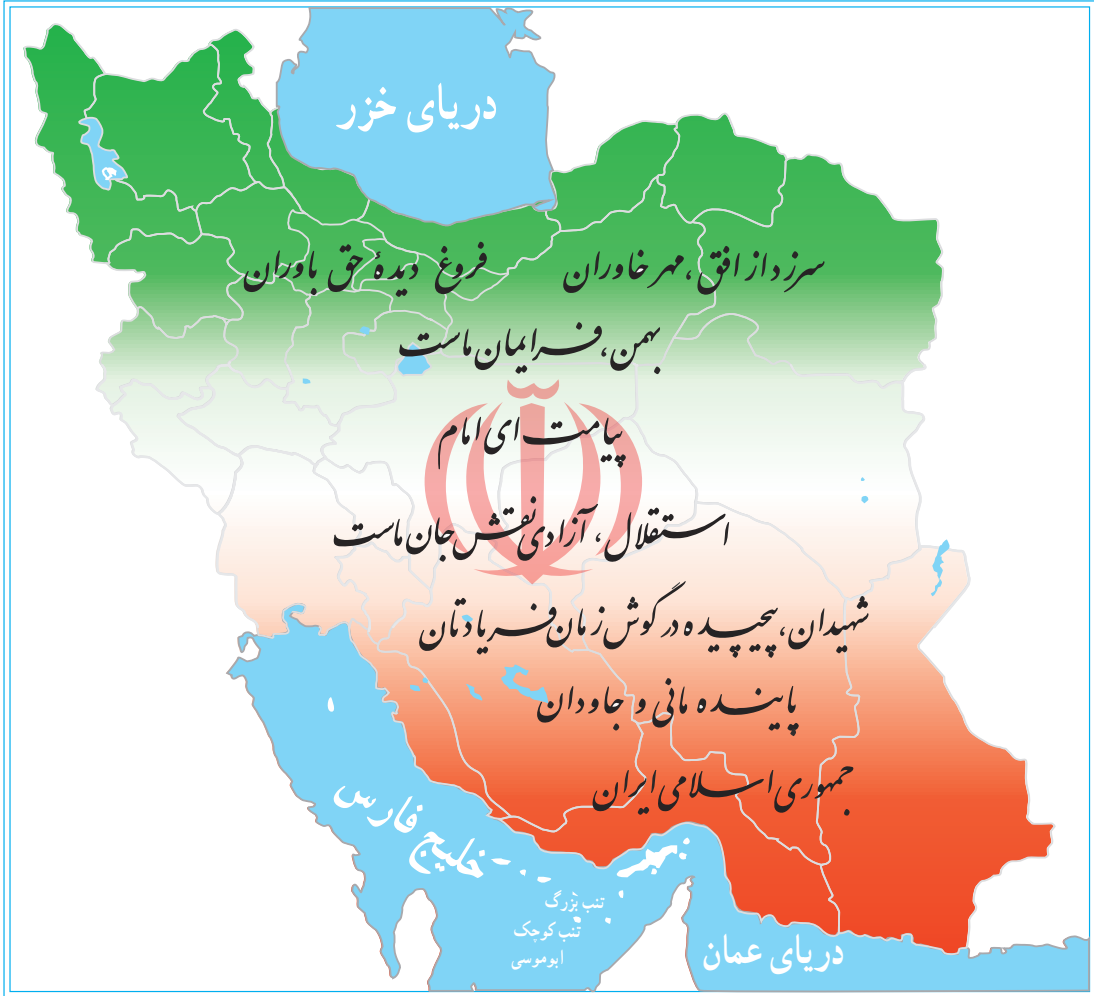 دریای خزر
سرزد از افق، مهر خاوران فروغ دیدهٔ حق باوران
بهمن، فر ایمان ماست
پیامت ای امام
استقلال، آزادی نقش جان ماست
شهیدان، پیچیده در گوش زمان فریادتان
پاینده مانی و جاودان
جمهوری اسلامی ایران
خلیج فارس
تنب بزرگ
تنب کوچک
ابوموسی
دریای عمان